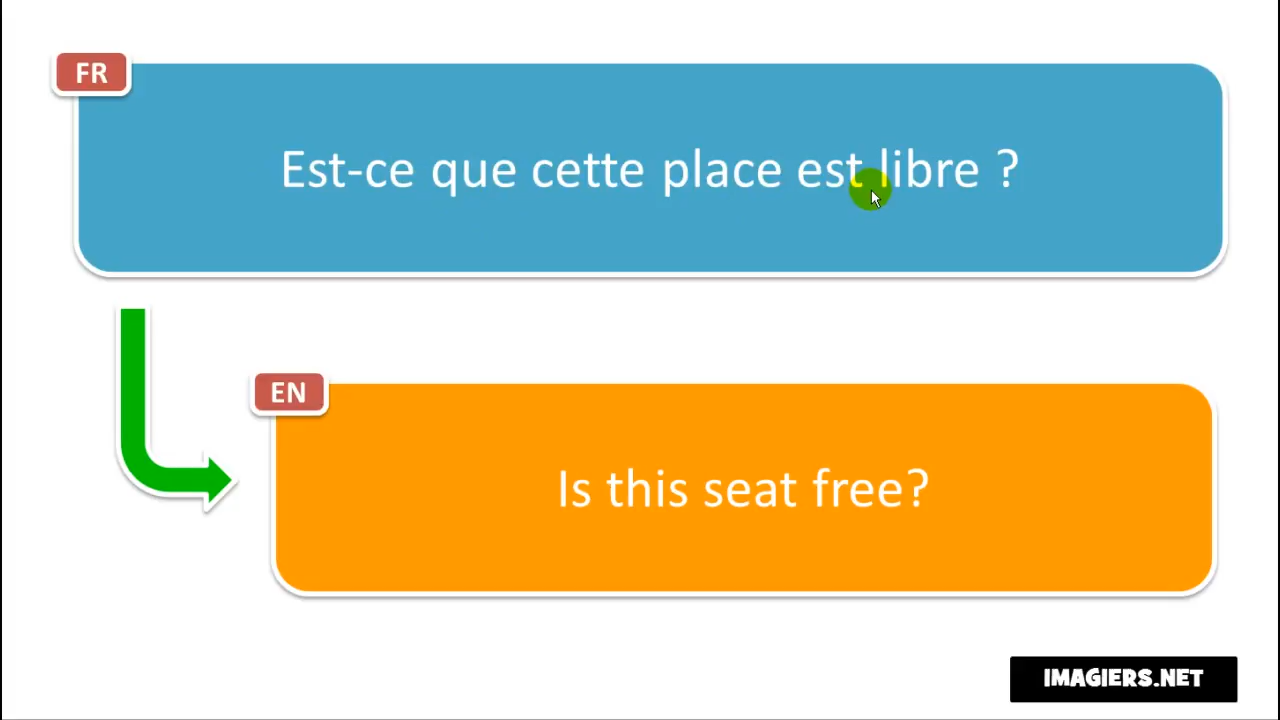 FR
Est-ce que cette place est libre ?
EN
Is this seat free?
IMAGIERS.NET